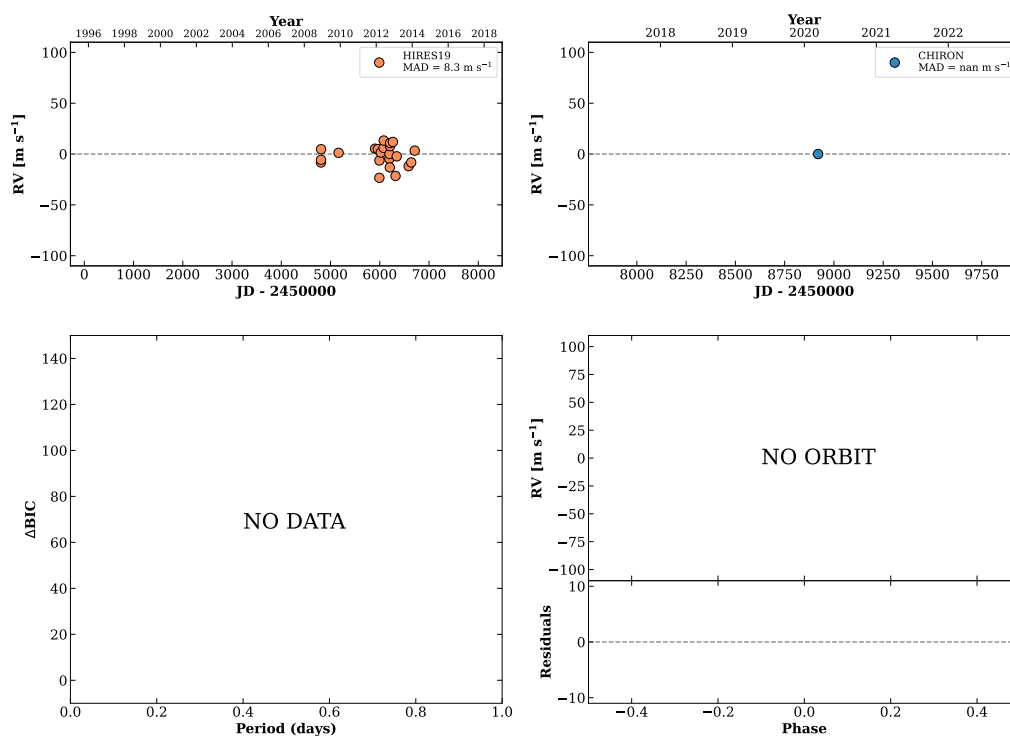 Year
1996 1998 2000 2002 2004 2006 2008 2010 2012 2014 2016 2018
HIRES19
MAD = 8.3 m s⁻¹
RV [m s⁻¹]
100
50
0
−50
−100
0 1000 2000 3000 4000 5000 6000 7000 8000
JD - 2450000
Year
2018 2019 2020 2021 2022
CHIRON
MAD = nan m s⁻¹
RV [m s⁻¹]
100
50
0
−50
−100
8000 8250 8500 8750 9000 9250 9500 9750
JD - 2450000
ΔBIC
140
120
100
80
60
40
20
0
NO DATA
0.0 0.2 0.4 0.6 0.8 1.0
Period (days)
RV [m s⁻¹]
100
75
50
25
0
−25
−50
−75
−100
NO ORBIT
Residuals
10
0
−10
−0.4 −0.2 0.0 0.2 0.4
Phase